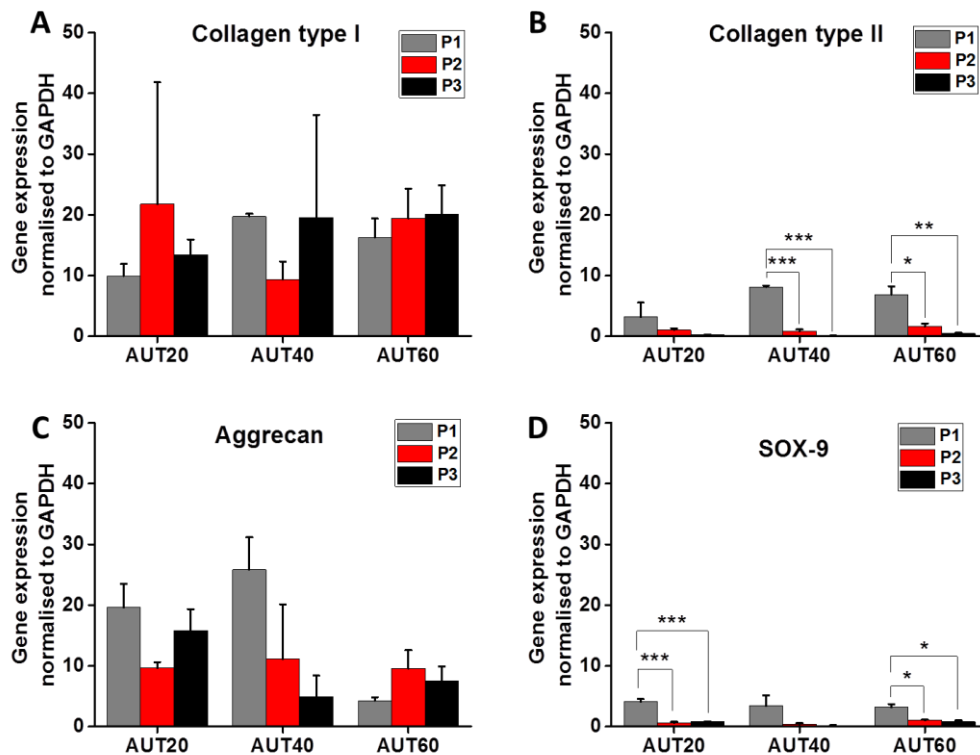 A
Collagen type I
P1
P2
P3
Gene expression
normalised to GAPDH
50
40
30
20
10
0
AUT20 AUT40 AUT60
B
Collagen type II
P1
P2
P3
Gene expression
normalised to GAPDH
50
40
30
20
10
0
***
***
**
*
AUT20 AUT40 AUT60
C
Aggrecan
P1
P2
P3
Gene expression
normalised to GAPDH
50
40
30
20
10
0
AUT20 AUT40 AUT60
D
SOX-9
P1
P2
P3
Gene expression
normalised to GAPDH
50
40
30
20
10
0
***
***
*
*
AUT20 AUT40 AUT60